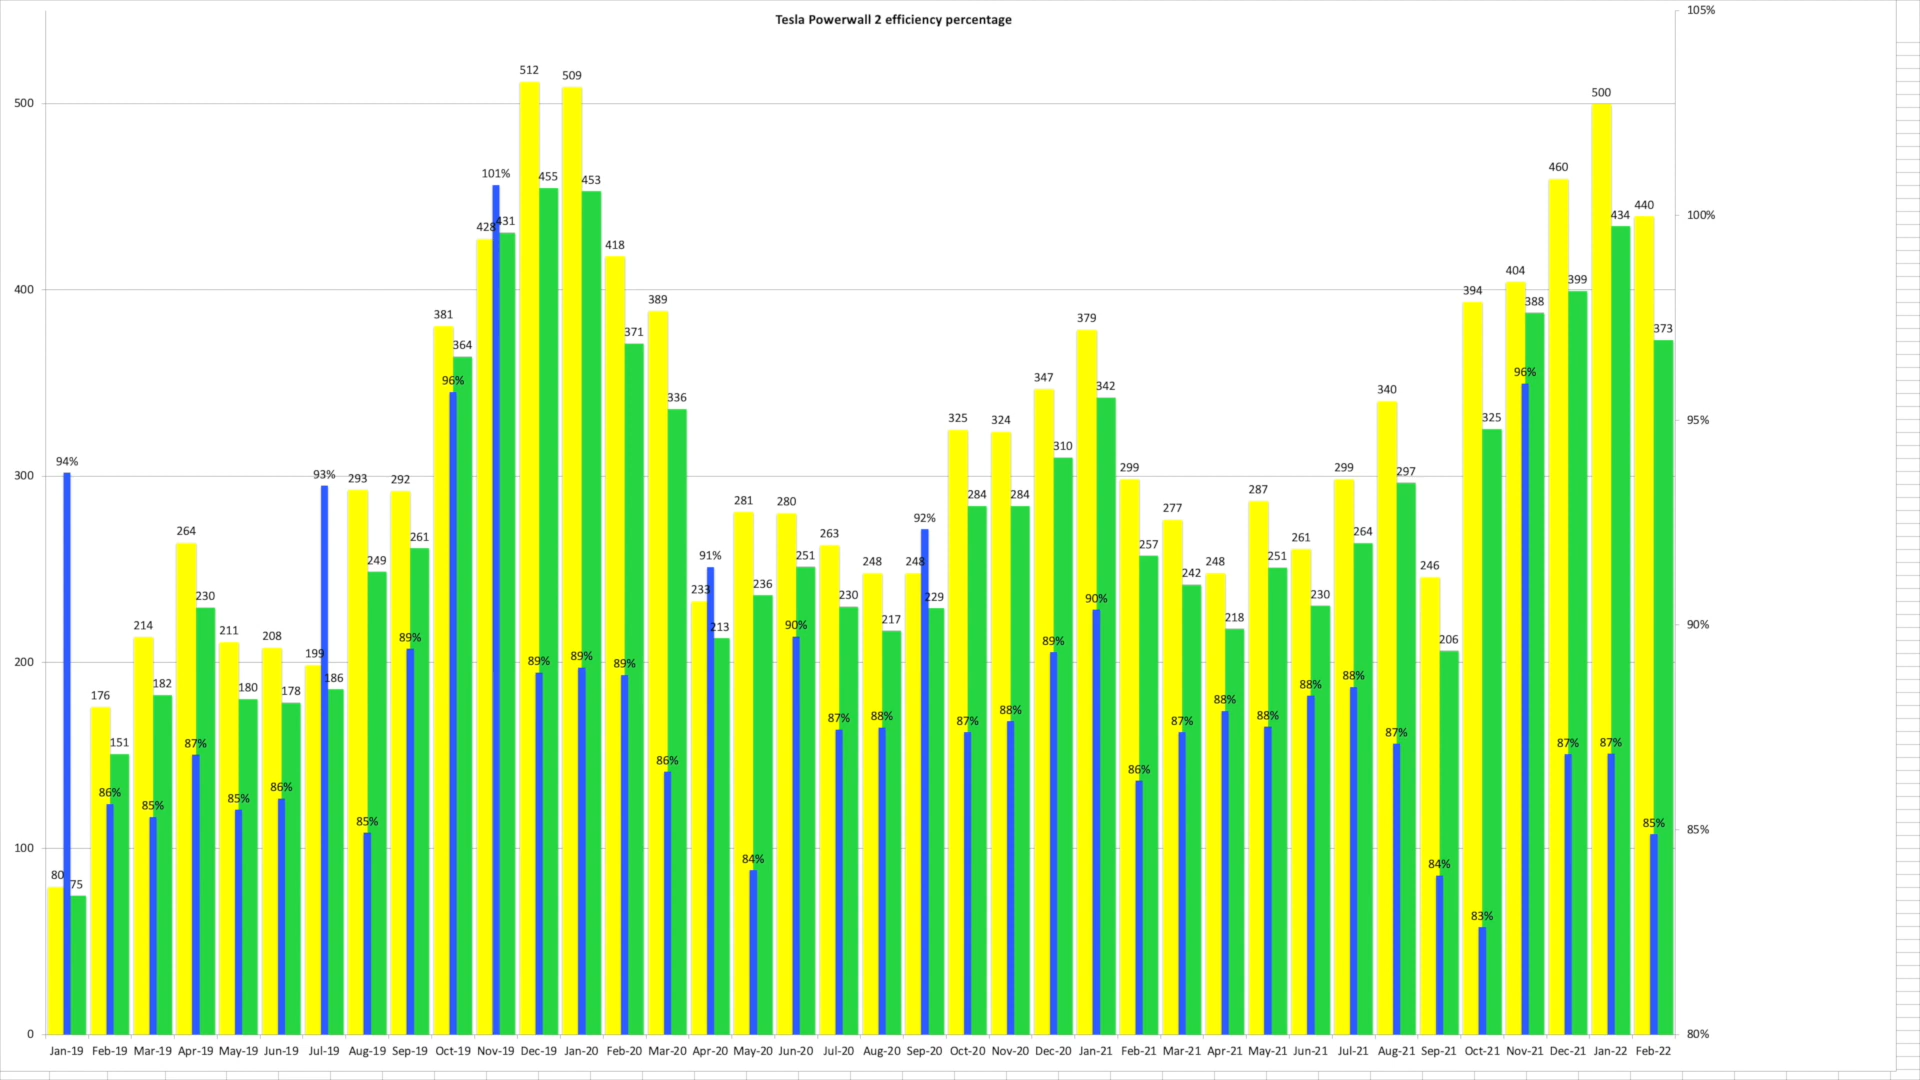 Tesla Powerwall 2 efficiency percentage
105%
100%
95%
90%
85%
80%
500
400
300
200
100
0
80 75 94%
176 151 86%
214 182 85%
264 230 87%
211 180 85%
208 178 86%
199 186 93%
293 249 85%
292 261 89%
381 364 96%
428 431 101%
512 455 89%
509 453 89%
418 371 89%
389 336 86%
233 213 91%
281 236 84%
280 251 90%
263 230 87%
248 217 88%
248 229 92%
325 284 87%
324 284 88%
347 310 89%
379 342 90%
299 257 86%
277 242 87%
248 218 88%
287 251 88%
261 230 88%
299 264 88%
340 297 87%
246 206 84%
394 325 83%
404 388 96%
460 399 87%
500 434 87%
440 373 85%
Jan-19 Feb-19 Mar-19 Apr-19 May-19 Jun-19 Jul-19 Aug-19 Sep-19 Oct-19 Nov-19 Dec-19 Jan-20 Feb-20 Mar-20 Apr-20 May-20 Jun-20 Jul-20 Aug-20 Sep-20 Oct-20 Nov-20 Dec-20 Jan-21 Feb-21 Mar-21 Apr-21 May-21 Jun-21 Jul-21 Aug-21 Sep-21 Oct-21 Nov-21 Dec-21 Jan-22 Feb-22